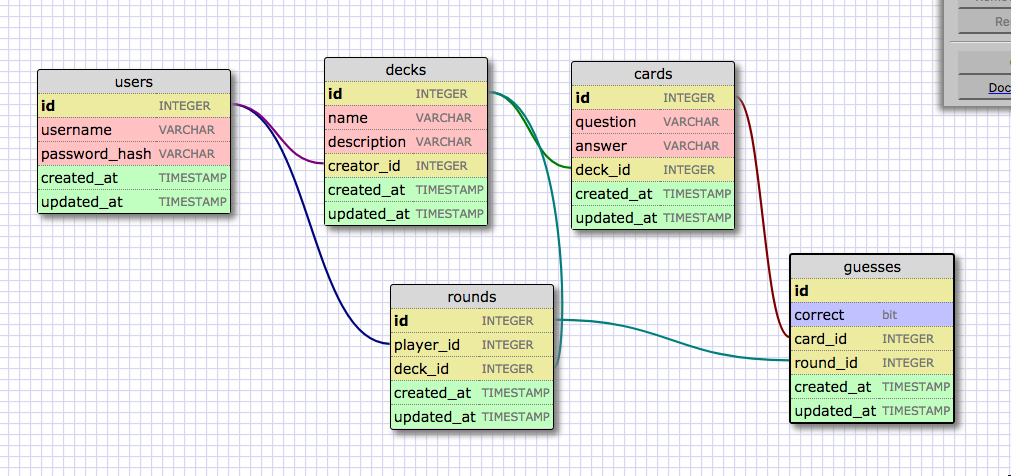 users
id INTEGER
username VARCHAR
password_hash VARCHAR
created_at TIMESTAMP
updated_at TIMESTAMP
decks
id INTEGER
name VARCHAR
description VARCHAR
creator_id INTEGER
created_at TIMESTAMP
updated_at TIMESTAMP
cards
id INTEGER
question VARCHAR
answer VARCHAR
deck_id INTEGER
created_at TIMESTAMP
updated_at TIMESTAMP
rounds
id INTEGER
player_id INTEGER
deck_id INTEGER
created_at TIMESTAMP
updated_at TIMESTAMP
guesses
id
correct bit
card_id INTEGER
round_id INTEGER
created_at TIMESTAMP
updated_at TIMESTAMP
Re
Doc